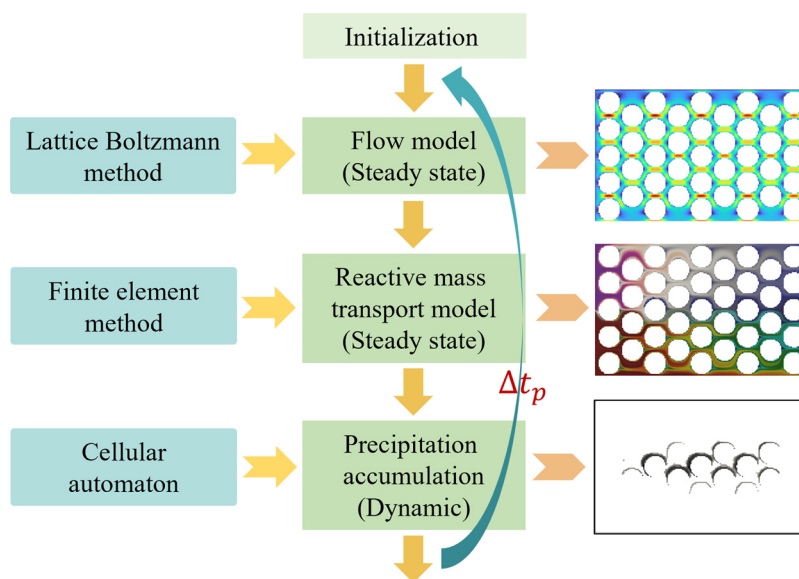 Initialization
Lattice Boltzmann
method
Flow model
(Steady state)
Finite element
method
Reactive mass
transport model
(Steady state)
Δt_p
Cellular
automaton
Precipitation
accumulation
(Dynamic)